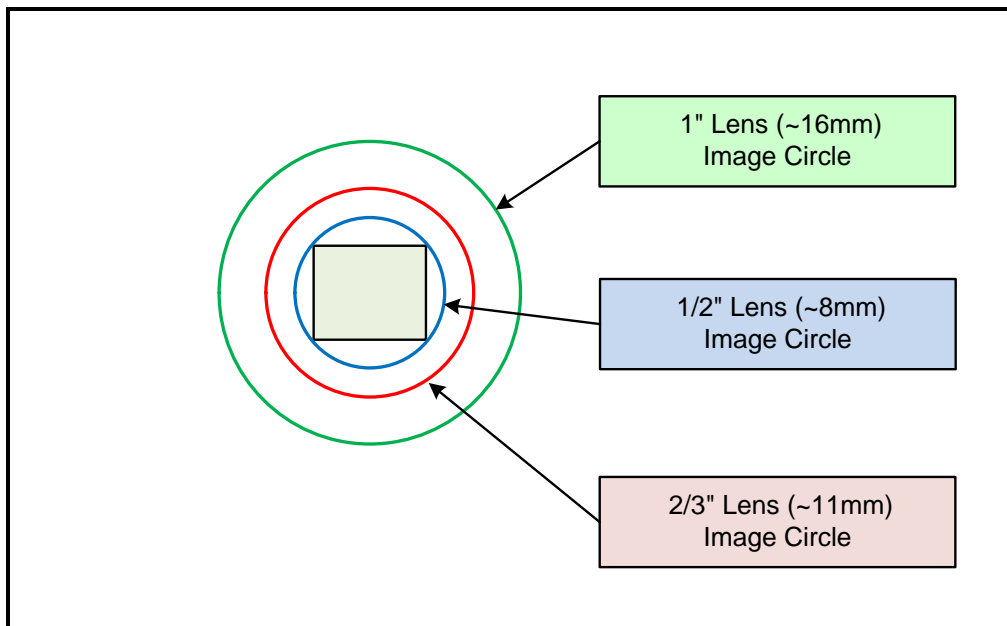 1" Lens (~16mm)
Image Circle
1/2" Lens (~8mm)
Image Circle
2/3" Lens (~11mm)
Image Circle